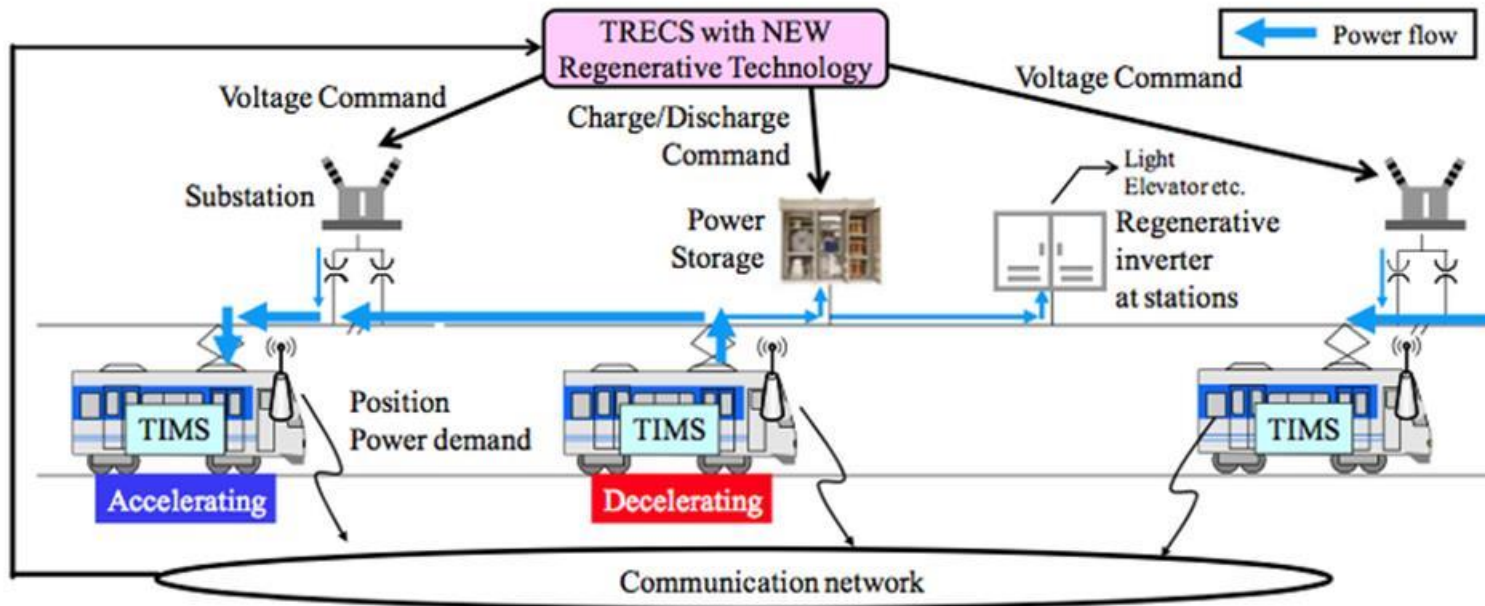 TRECS with NEW
Regenerative Technology
Power flow
Voltage Command
Voltage Command
Charge/Discharge
Command
Light
Elevator etc.
Substation
Power
Storage
Regenerative
inverter
at stations
Position
Power demand
TIMS
TIMS
TIMS
Accelerating
Decelerating
Communication network